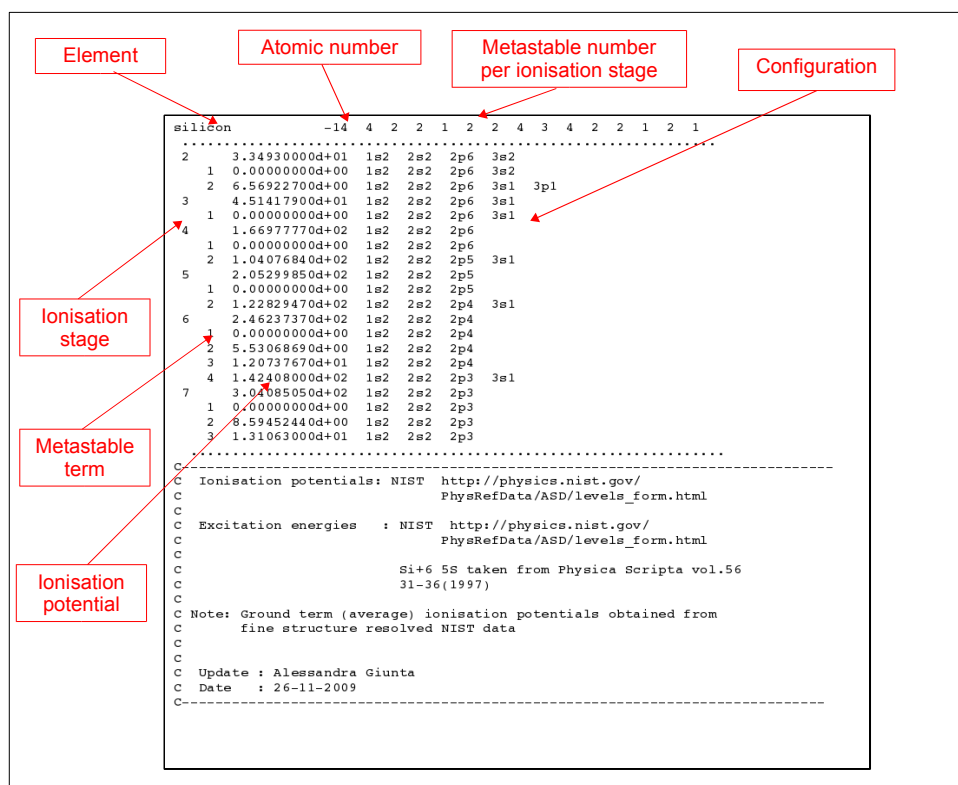 Element
Atomic number
Metastable number
per ionisation stage
Configuration
silicon -14 4 2 2 1 2 2 4 3 4 2 2 1 2 1
.................................................................
2 3.34930000d+01 1s2 2s2 2p6 3s2
1 0.00000000d+00 1s2 2s2 2p6 3s2
2 6.56922700d+00 1s2 2s2 2p6 3s1 3p1
3 4.51417900d+01 1s2 2s2 2p6 3s1
1 0.00000000d+00 1s2 2s2 2p6 3s1
4 1.66977770d+02 1s2 2s2 2p6
1 0.00000000d+00 1s2 2s2 2p6
2 1.04076840d+02 1s2 2s2 2p5 3s1
5 2.05299850d+02 1s2 2s2 2p5
1 0.00000000d+00 1s2 2s2 2p5
2 1.22829470d+02 1s2 2s2 2p4 3s1
6 2.46237370d+02 1s2 2s2 2p4
1 0.00000000d+00 1s2 2s2 2p4
2 5.53068690d+00 1s2 2s2 2p4
3 1.20737670d+01 1s2 2s2 2p4
4 1.42408000d+02 1s2 2s2 2p3 3s1
7 3.04085050d+02 1s2 2s2 2p3
1 0.00000000d+00 1s2 2s2 2p3
2 8.59452440d+00 1s2 2s2 2p3
3 1.31063000d+01 1s2 2s2 2p3
.................................................................
Ionisation
stage
Metastable
term
Ionisation
potential
C-------------------------------------------------------------------------------
C Ionisation potentials: NIST http://physics.nist.gov/
C PhysRefData/ASD/levels_form.html
C
C Excitation energies : NIST http://physics.nist.gov/
C PhysRefData/ASD/levels_form.html
C
C Si+6 5S taken from Physica Scripta vol.56
C 31-36(1997)
C
C Note: Ground term (average) ionisation potentials obtained from
C fine structure resolved NIST data
C
C
C Update : Alessandra Giunta
C Date : 26-11-2009
C------------------------------------------------------------------------------